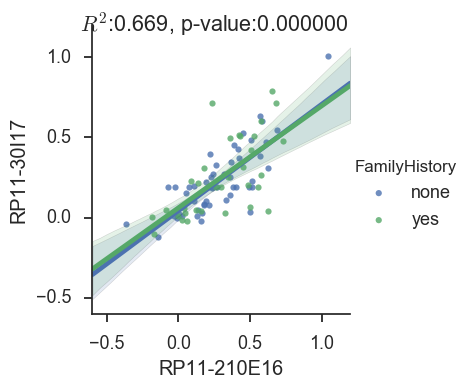 R²:0.669, p-value:0.000000
1.0
0.5
0.0
−0.5
RP11-30I17
−0.5
0.0
0.5
1.0
RP11-210E16
FamilyHistory
none
yes